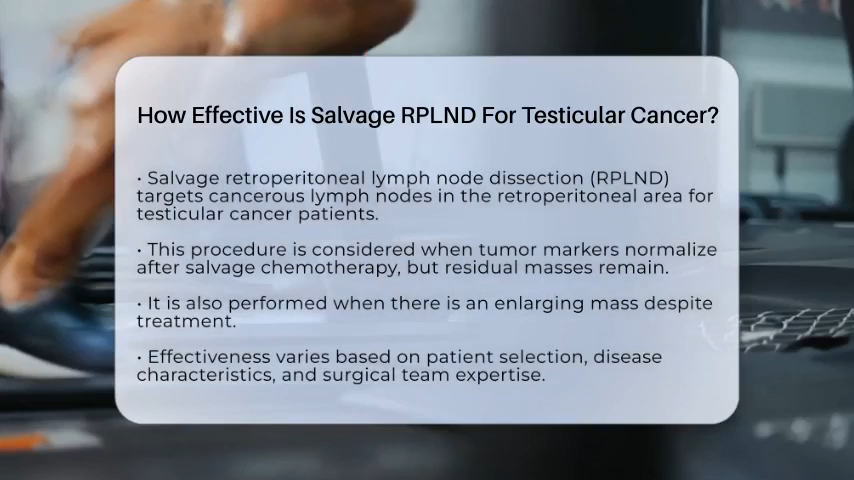 How Effective Is Salvage RPLND For Testicular Cancer?
• Salvage retroperitoneal lymph node dissection (RPLND)
targets cancerous lymph nodes in the retroperitoneal area for
testicular cancer patients.
• This procedure is considered when tumor markers normalize
after salvage chemotherapy, but residual masses remain.
• It is also performed when there is an enlarging mass despite
treatment.
• Effectiveness varies based on patient selection, disease
characteristics, and surgical team expertise.